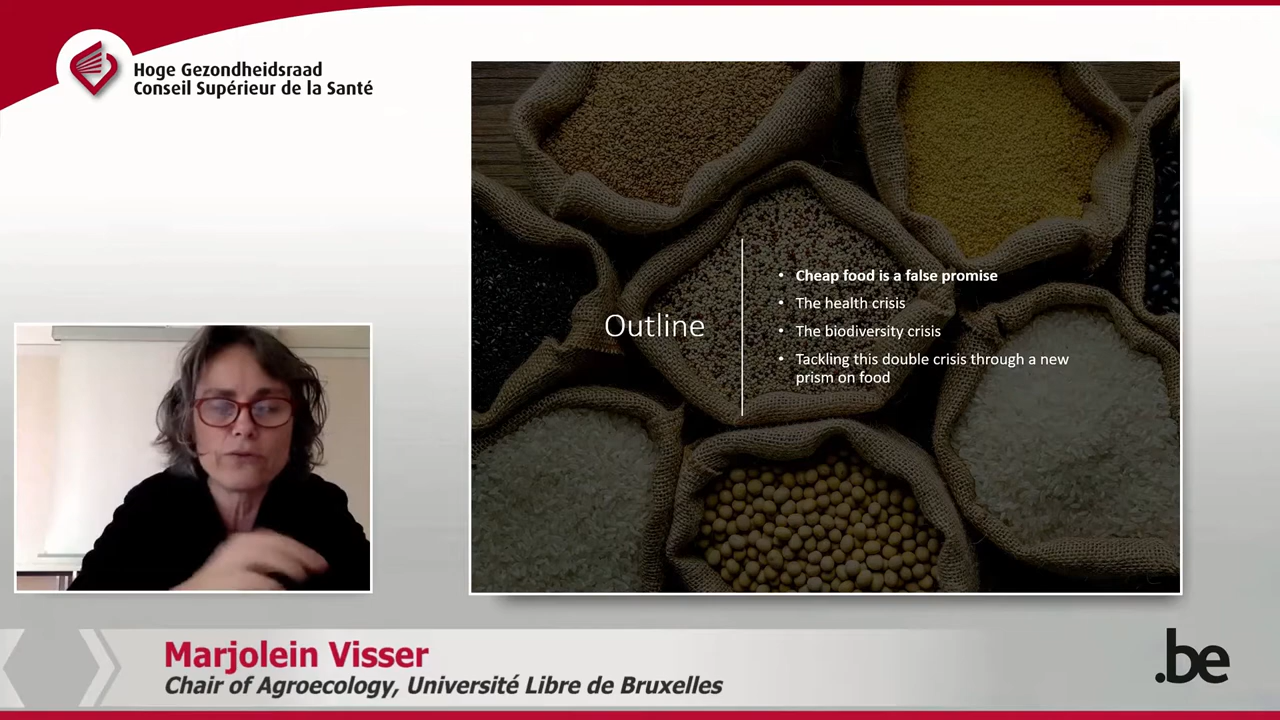 Hoge Gezondheidsraad
Conseil Supérieur de la Santé
Outline
• Cheap food is a false promise
• The health crisis
• The biodiversity crisis
• Tackling this double crisis through a new
prism on food
Marjolein Visser
Chair of Agroecology, Université Libre de Bruxelles
.be